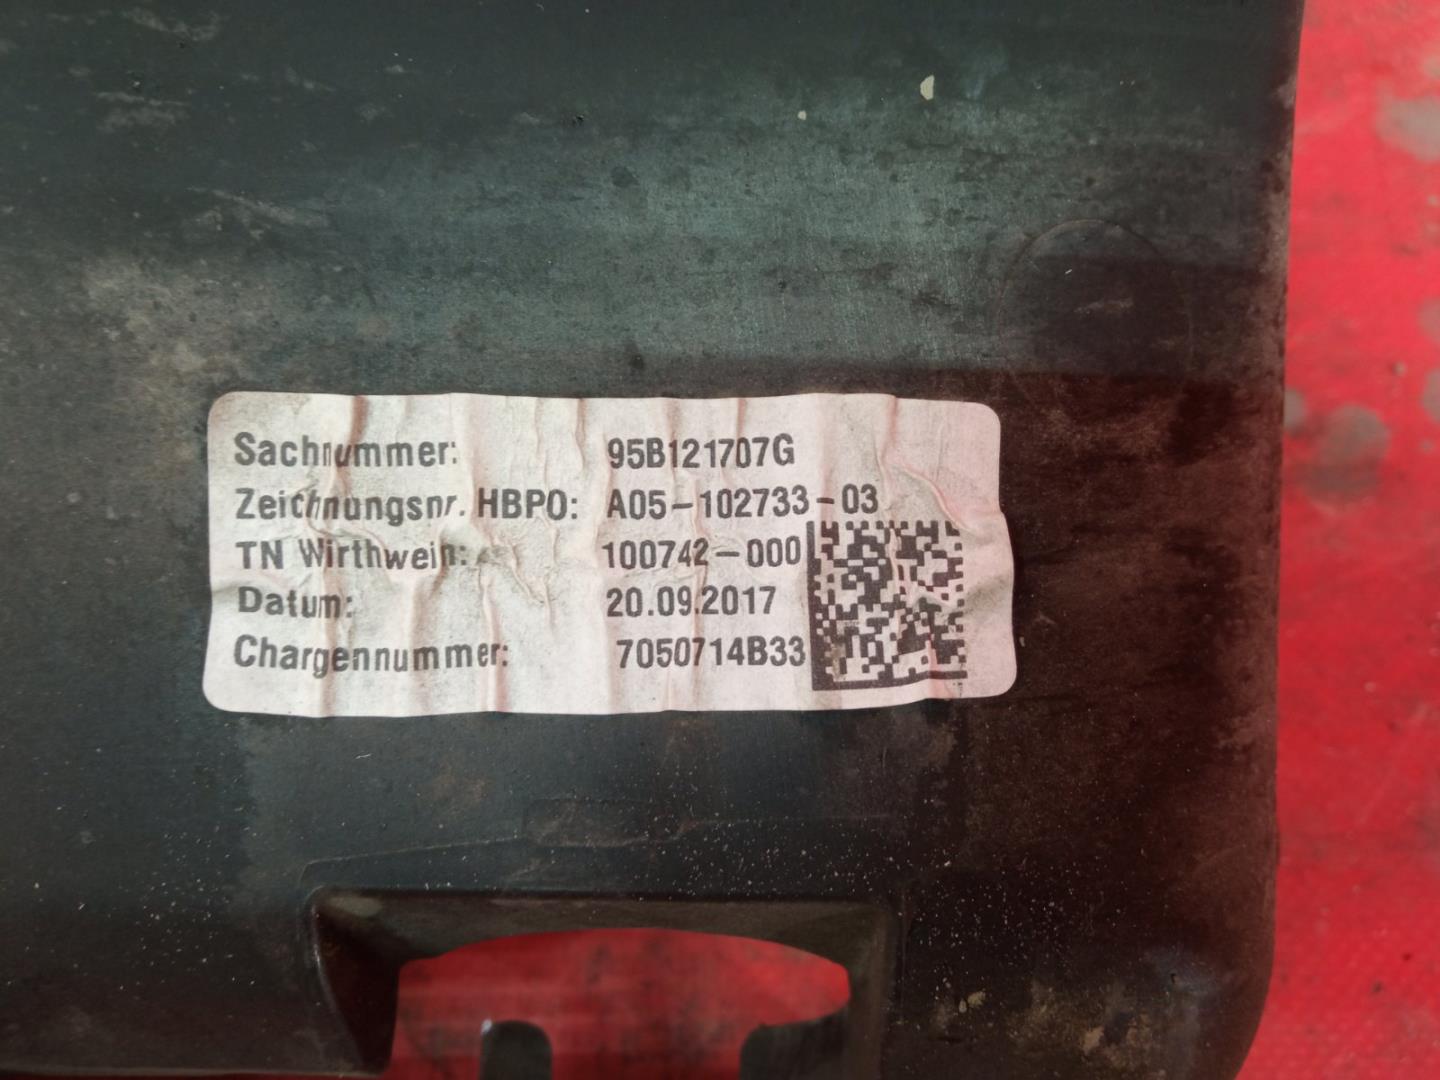 Sachnummer: 95B121707G
Zeichnungsnr. HBPO: A05-102733-03
TN Wirthwein: 100742-000
Datum: 20.09.2017
Chargennummer: 7050714B33